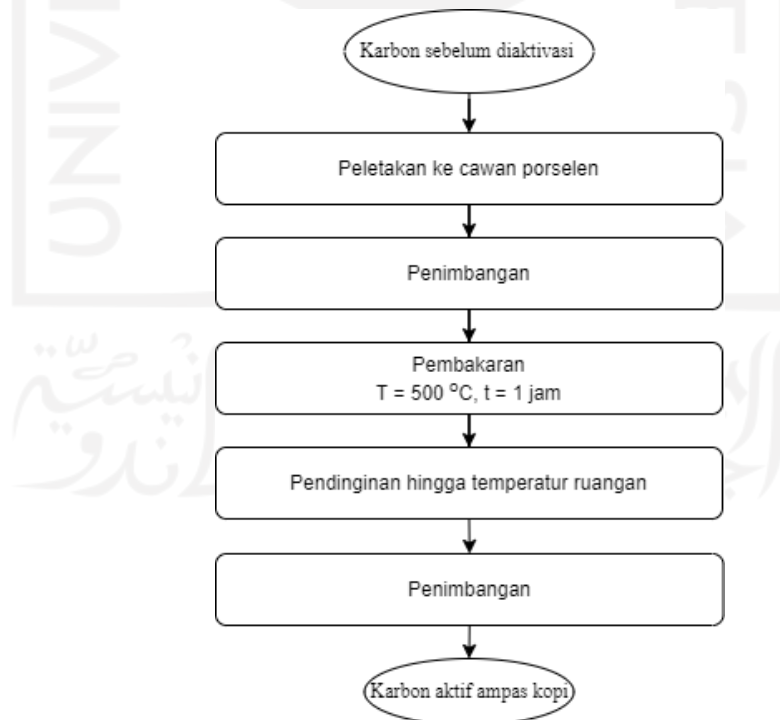 Karbon sebelum diaktivasi
Peletakan ke cawan porselen
Penimbangan
Pembakaran
T = 500 °C, t = 1 jam
Pendinginan hingga temperatur ruangan
Penimbangan
Karbon aktif ampas kopi